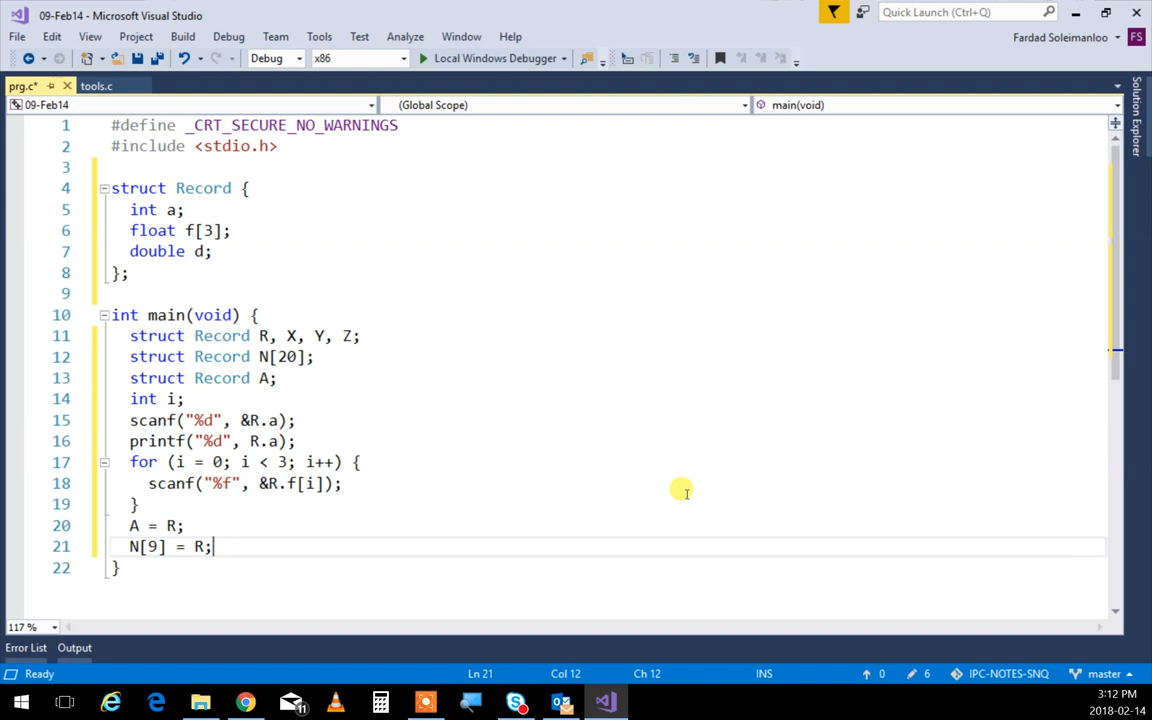 09-Feb14 - Microsoft Visual Studio
Quick Launch (Ctrl+Q)
File Edit View Project Build Debug Team Tools Test Analyze Window Help
Fardad Soleimanloo FS
Debug x86 Local Windows Debugger
prg.c* tools.c
09-Feb14 (Global Scope) main(void)
Solution Explorer
1 #define _CRT_SECURE_NO_WARNINGS
2 #include <stdio.h>
3
4 struct Record {
5 int a;
6 float f[3];
7 double d;
8 };
9
10 int main(void) {
11 struct Record R, X, Y, Z;
12 struct Record N[20];
13 struct Record A;
14 int i;
15 scanf("%d", &R.a);
16 printf("%d", R.a);
17 for (i = 0; i < 3; i++) {
18 scanf("%f", &R.f[i]);
19 }
20 A = R;
21 N[9] = R;
22 }
117 %
Error List Output
Ready Ln 21 Col 12 Ch 12 INS 0 6 IPC-NOTES-SNQ master
11
3:12 PM
2018-02-14